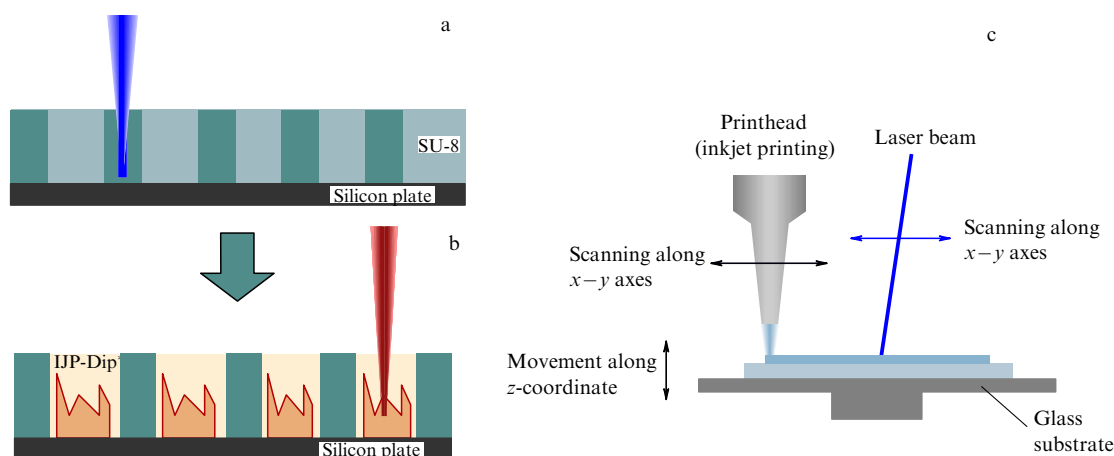 a
SU-8
Silicon plate
b
IJP-Dip
Silicon plate
c
Printhead
(inkjet printing)
Laser beam
Scanning along
x−y axes
Scanning along
x−y axes
Movement along
z-coordinate
Glass
substrate